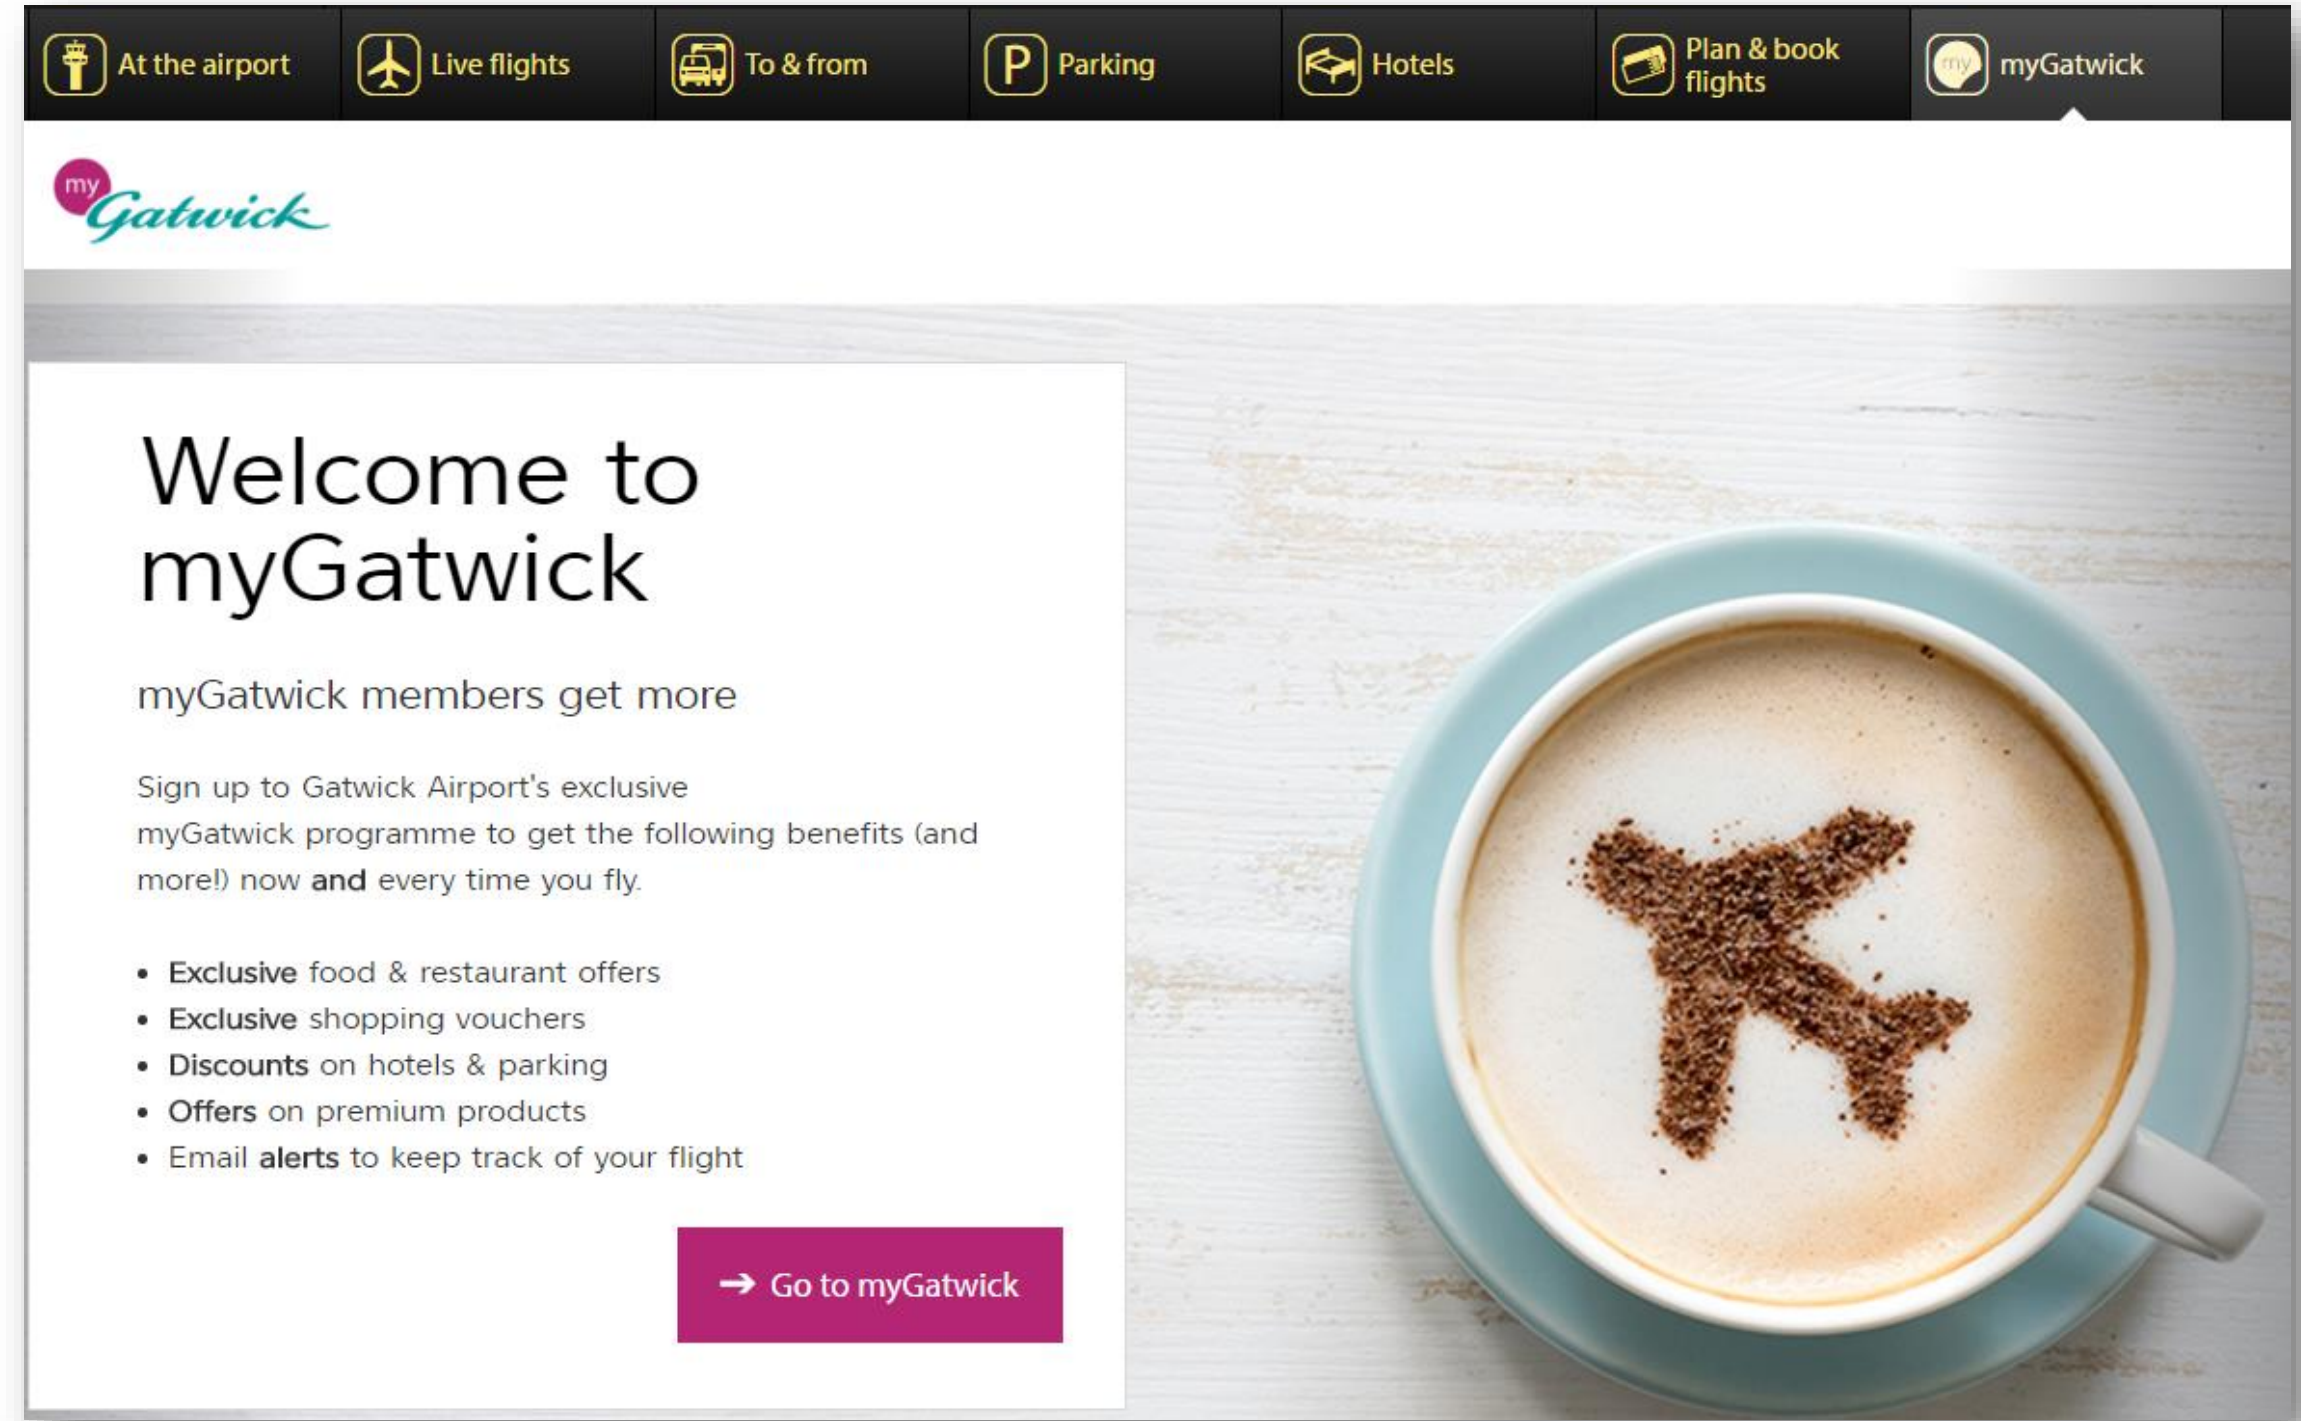 At the airport
Live flights
To & from
P Parking
Hotels
Plan & book
flights
my myGatwick
my
Gatwick
Welcome to
myGatwick
myGatwick members get more
Sign up to Gatwick Airport's exclusive
myGatwick programme to get the following benefits (and
more!) now and every time you fly.
• Exclusive food & restaurant offers
• Exclusive shopping vouchers
• Discounts on hotels & parking
• Offers on premium products
• Email alerts to keep track of your flight
→ Go to myGatwick